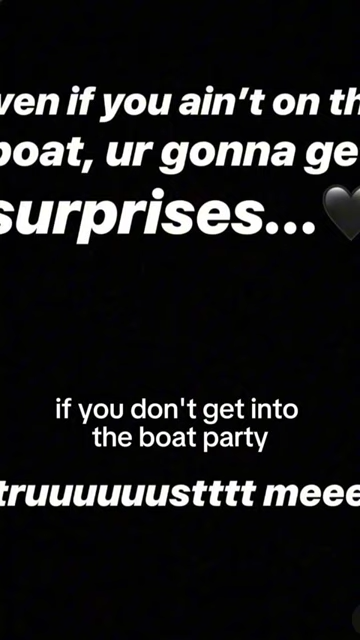 ven if you ain't on th
boat, ur gonna ge
surprises...🖤
if you don't get into
the boat party
truuuuuustttt meee